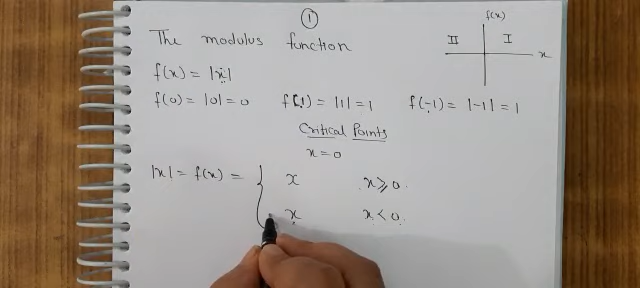 ①
The modulus function
f(x)
II I
x
f(x) = |x|
f(0) = |0| = 0 f(1) = |1| = 1 f(-1) = |-1| = 1
Critical Points
x = 0
|x| = f(x) = { x x ≥ 0
x x < 0